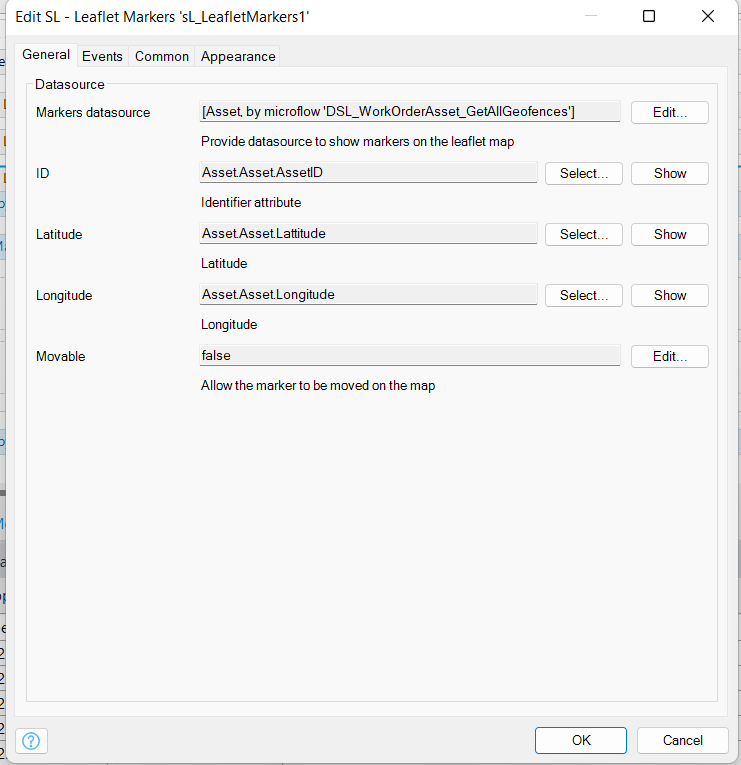 Edit SL - Leaflet Markers 'sL_LeafletMarkers1'
General Events Common Appearance
Datasource
Markers datasource [Asset, by microflow 'DSL_WorkOrderAsset_GetAllGeofences'] Edit...
Provide datasource to show markers on the leaflet map
ID Asset.Asset.AssetID Select... Show
Identifier attribute
Latitude Asset.Asset.Lattitude Select... Show
Latitude
Longitude Asset.Asset.Longitude Select... Show
Longitude
Movable false Edit...
Allow the marker to be moved on the map
? OK Cancel